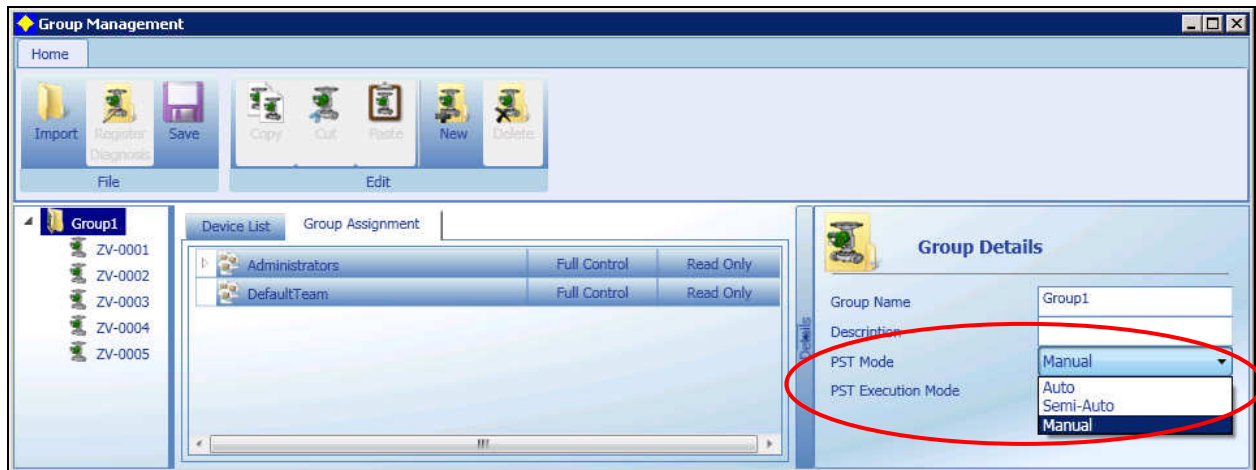 Group Management
Home
Import
Register
Diagnosis
Save
Copy
Cut
Paste
New
Delete
File
Edit
Group1
ZV-0001
ZV-0002
ZV-0003
ZV-0004
ZV-0005
Device List
Group Assignment
Administrators Full Control Read Only
DefaultTeam Full Control Read Only
Details
Group Details
Group Name Group1
Description
PST Mode Manual
PST Execution Mode
Auto
Semi-Auto
Manual